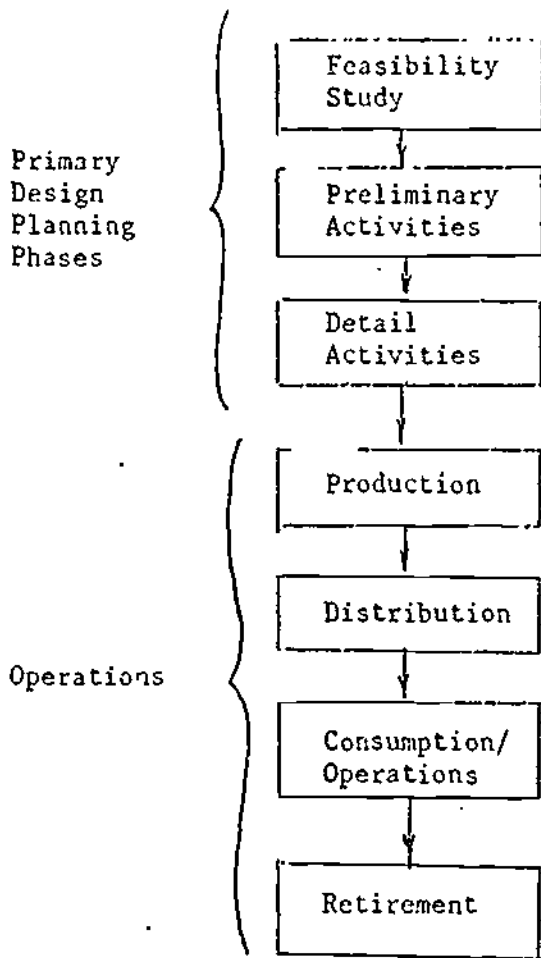 Feasibility
Study
Primary
Design
Planning
Phases
Preliminary
Activities
Detail
Activities
Production
Distribution
Operations
Consumption/
Operations
Retirement